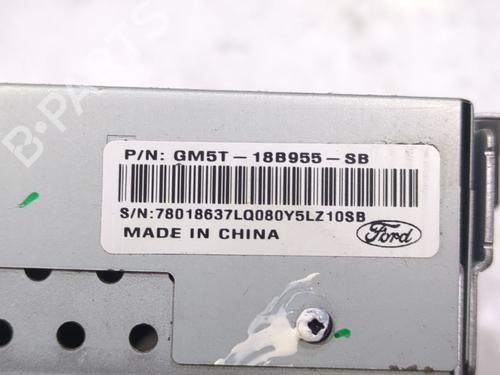 B-PARTS
P/N: GM5T-18B955-SB
S/N:78018637LQ080Y5LZ10SB
MADE IN CHINA
Ford